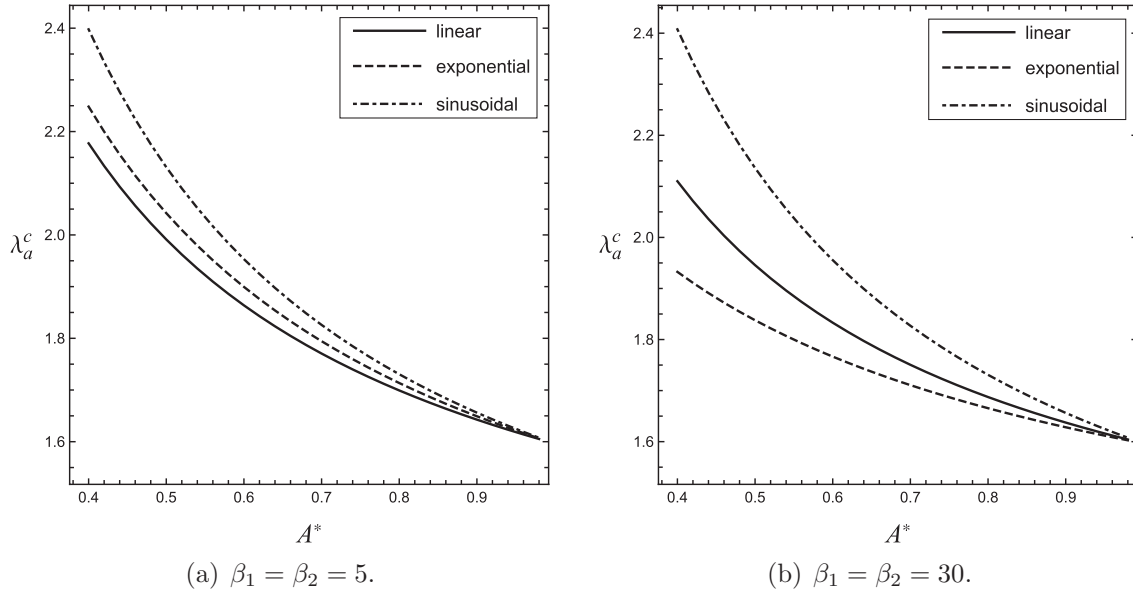 2.4
2.2
2.0
1.8
1.6
λ_a^c
linear
exponential
sinusoidal
0.4 0.5 0.6 0.7 0.8 0.9
A*
(a) β₁ = β₂ = 5.
2.4
2.2
2.0
1.8
1.6
λ_a^c
linear
exponential
sinusoidal
0.4 0.5 0.6 0.7 0.8 0.9
A*
(b) β₁ = β₂ = 30.